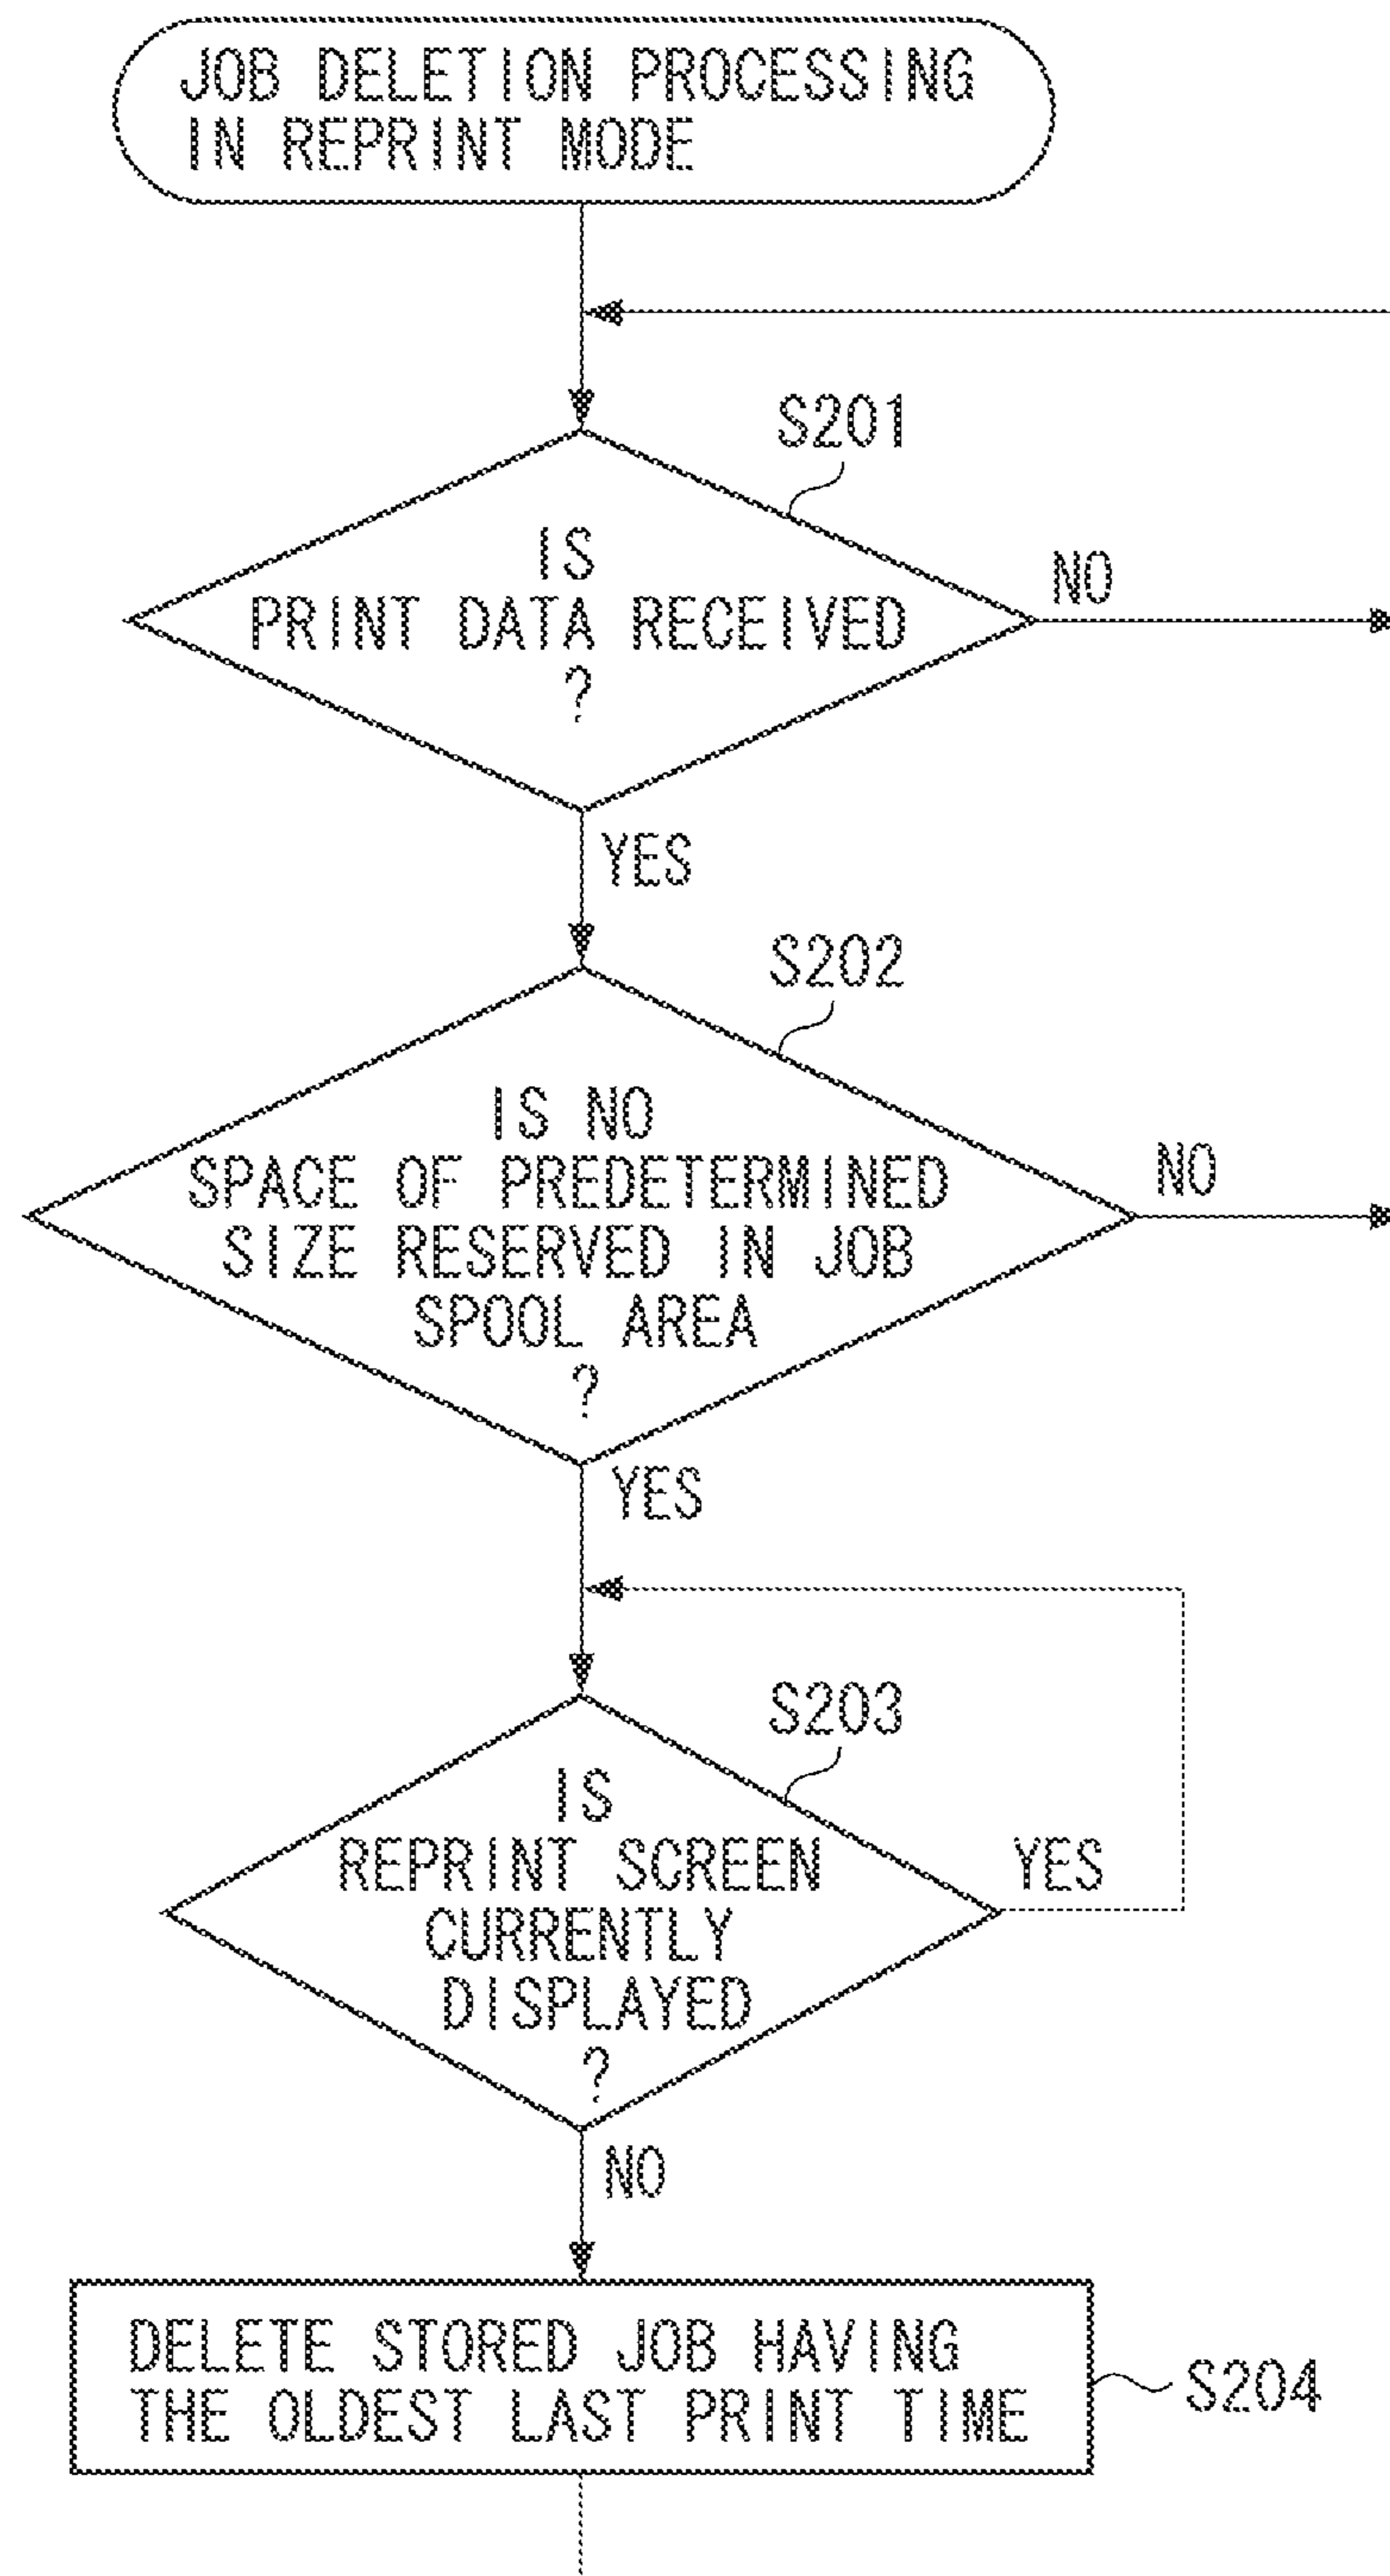 JOB DELETION PROCESSING
IN REPRINT MODE
S201
IS
PRINT DATA RECEIVED
?
NO
YES
S202
IS NO
SPACE OF PREDETERMINED
SIZE RESERVED IN JOB
SPOOL AREA
?
NO
YES
S203
IS
REPRINT SCREEN
CURRENTLY
DISPLAYED
?
YES
NO
DELETE STORED JOB HAVING
THE OLDEST LAST PRINT TIME
S204